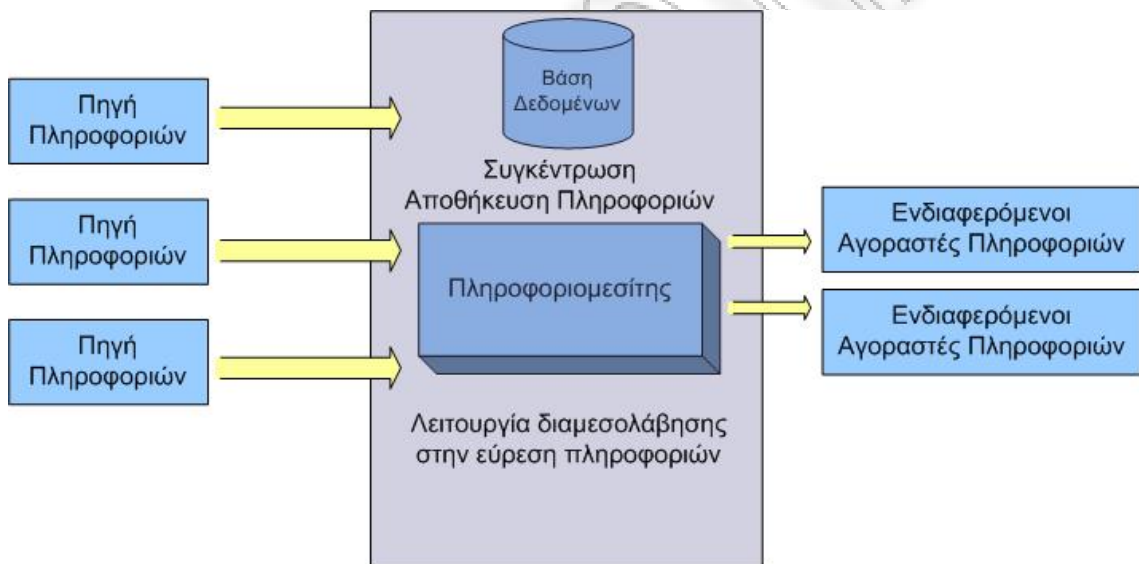 Πηγή
Πληροφοριών
Πηγή
Πληροφοριών
Πηγή
Πληροφοριών
Βάση
Δεδομένων
Συγκέντρωση
Αποθήκευση Πληροφοριών
Πληροφοριομεσίτης
Λειτουργία διαμεσολάβησης
στην εύρεση πληροφοριών
Ενδιαφερόμενοι
Αγοραστές Πληροφοριών
Ενδιαφερόμενοι
Αγοραστές Πληροφοριών